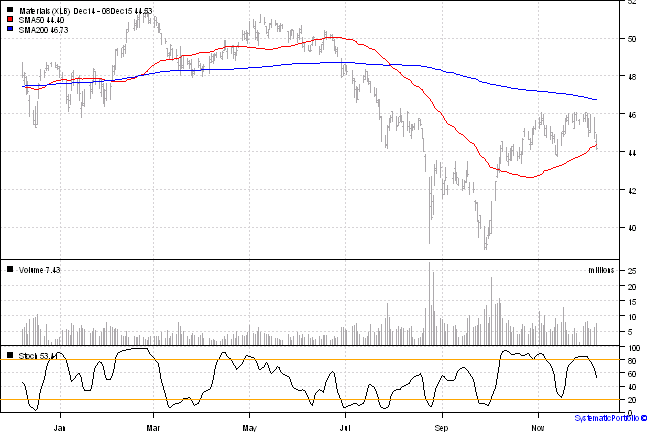 Materials (XLB) Dec14 - 08Dec15 44.53
SMA50 44.40
SMA200 46.73
52
50
48
46
44
42
40
Volume 7.43
millions
25
20
15
10
5
Stoch 53.41
100
80
60
40
20
0
Jan Mar May Jul Sep Nov
SystematicPortfolio ©